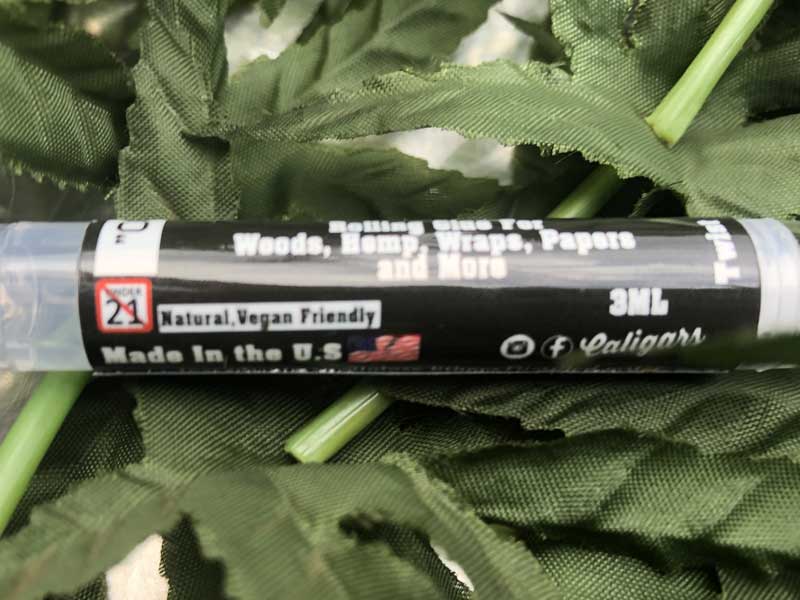 Rolling Glue For
Woods, Hemp, Wraps, Papers
and More
Twist
UNDER
21
Natural,Vegan Friendly
3ML
Made In the U.S
Caligars